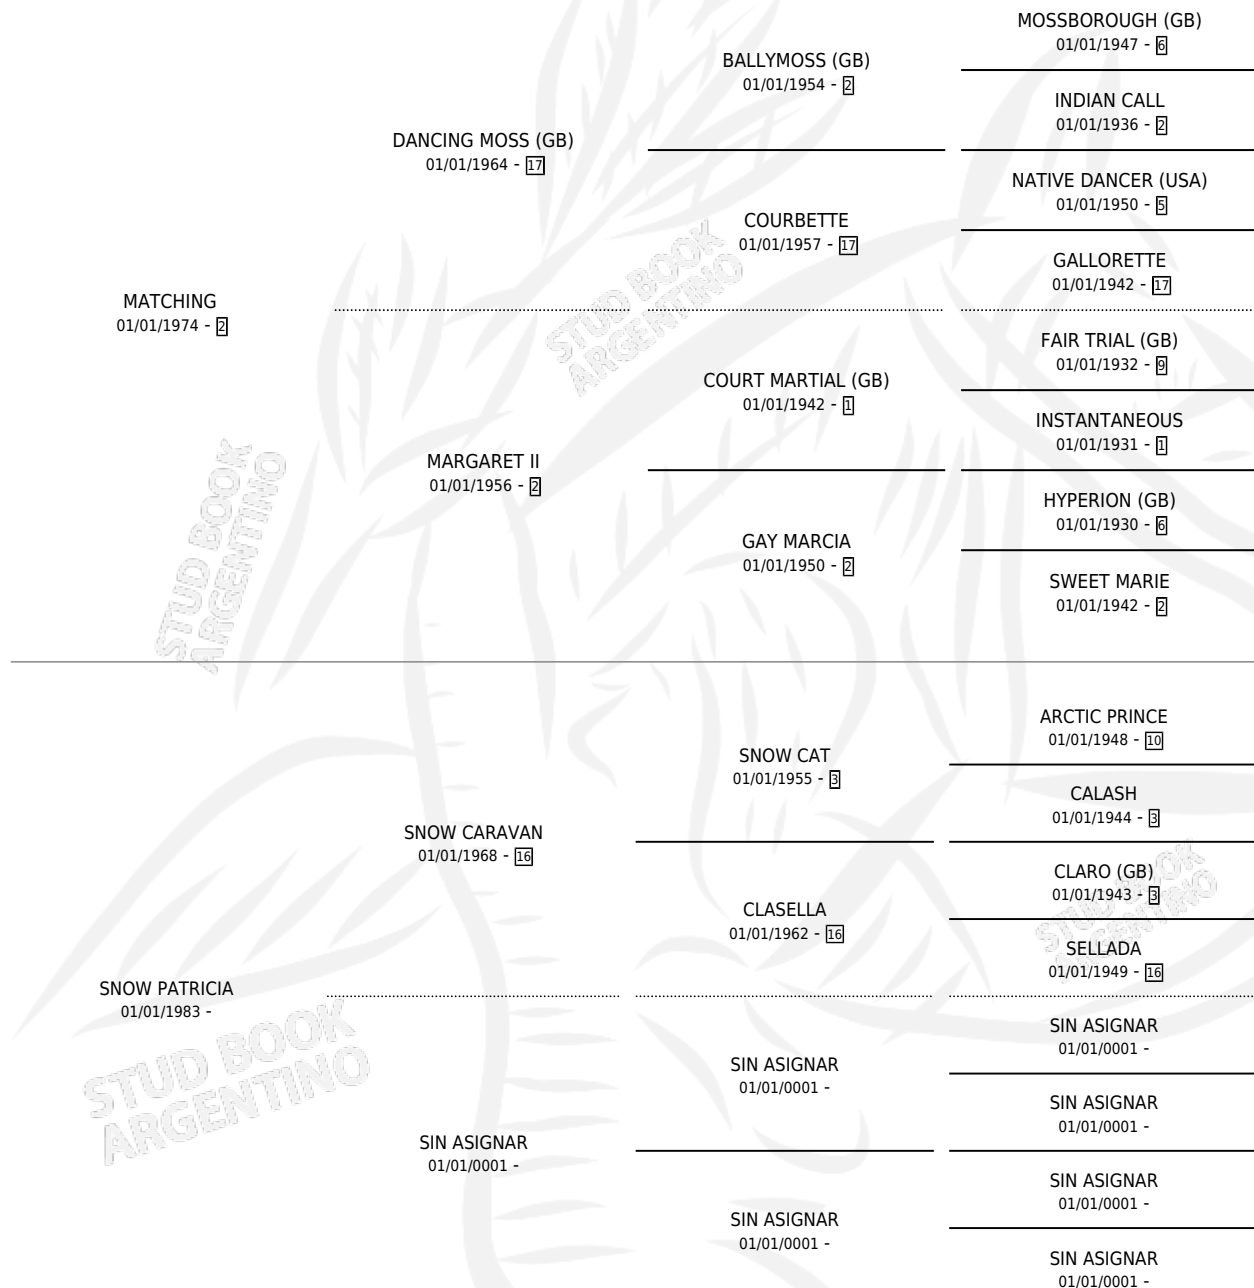 MOSSBOROUGH (GB)
01/01/1947 - 6
BALLYMOSS (GB)
01/01/1954 - 2
INDIAN CALL
01/01/1936 - 2
DANCING MOSS (GB)
01/01/1964 - 17
NATIVE DANCER (USA)
01/01/1950 - 5
COURBETTE
01/01/1957 - 17
GALLORETTE
01/01/1942 - 17
MATCHING
01/01/1974 - 2
FAIR TRIAL (GB)
01/01/1932 - 9
COURT MARTIAL (GB)
01/01/1942 - 1
INSTANTANEOUS
01/01/1931 - 1
MARGARET II
01/01/1956 - 2
HYPERION (GB)
01/01/1930 - 6
GAY MARCIA
01/01/1950 - 2
SWEET MARIE
01/01/1942 - 2
ARCTIC PRINCE
01/01/1948 - 10
SNOW CAT
01/01/1955 - 3
CALASH
01/01/1944 - 3
SNOW CARAVAN
01/01/1968 - 16
CLARO (GB)
01/01/1943 - 3
CLASELLA
01/01/1962 - 16
SELLADA
01/01/1949 - 16
SNOW PATRICIA
01/01/1983 -
SIN ASIGNAR
01/01/0001 -
SIN ASIGNAR
01/01/0001 -
SIN ASIGNAR
01/01/0001 -
SIN ASIGNAR
01/01/0001 -
SIN ASIGNAR
01/01/0001 -
SIN ASIGNAR
01/01/0001 -
SIN ASIGNAR
01/01/0001 -
STUD BOOK
ARGENTINO
STUD BOOK
ARGENTINO
STUD BOOK
ARGENTINO
STUD BOOK
ARGENTINO